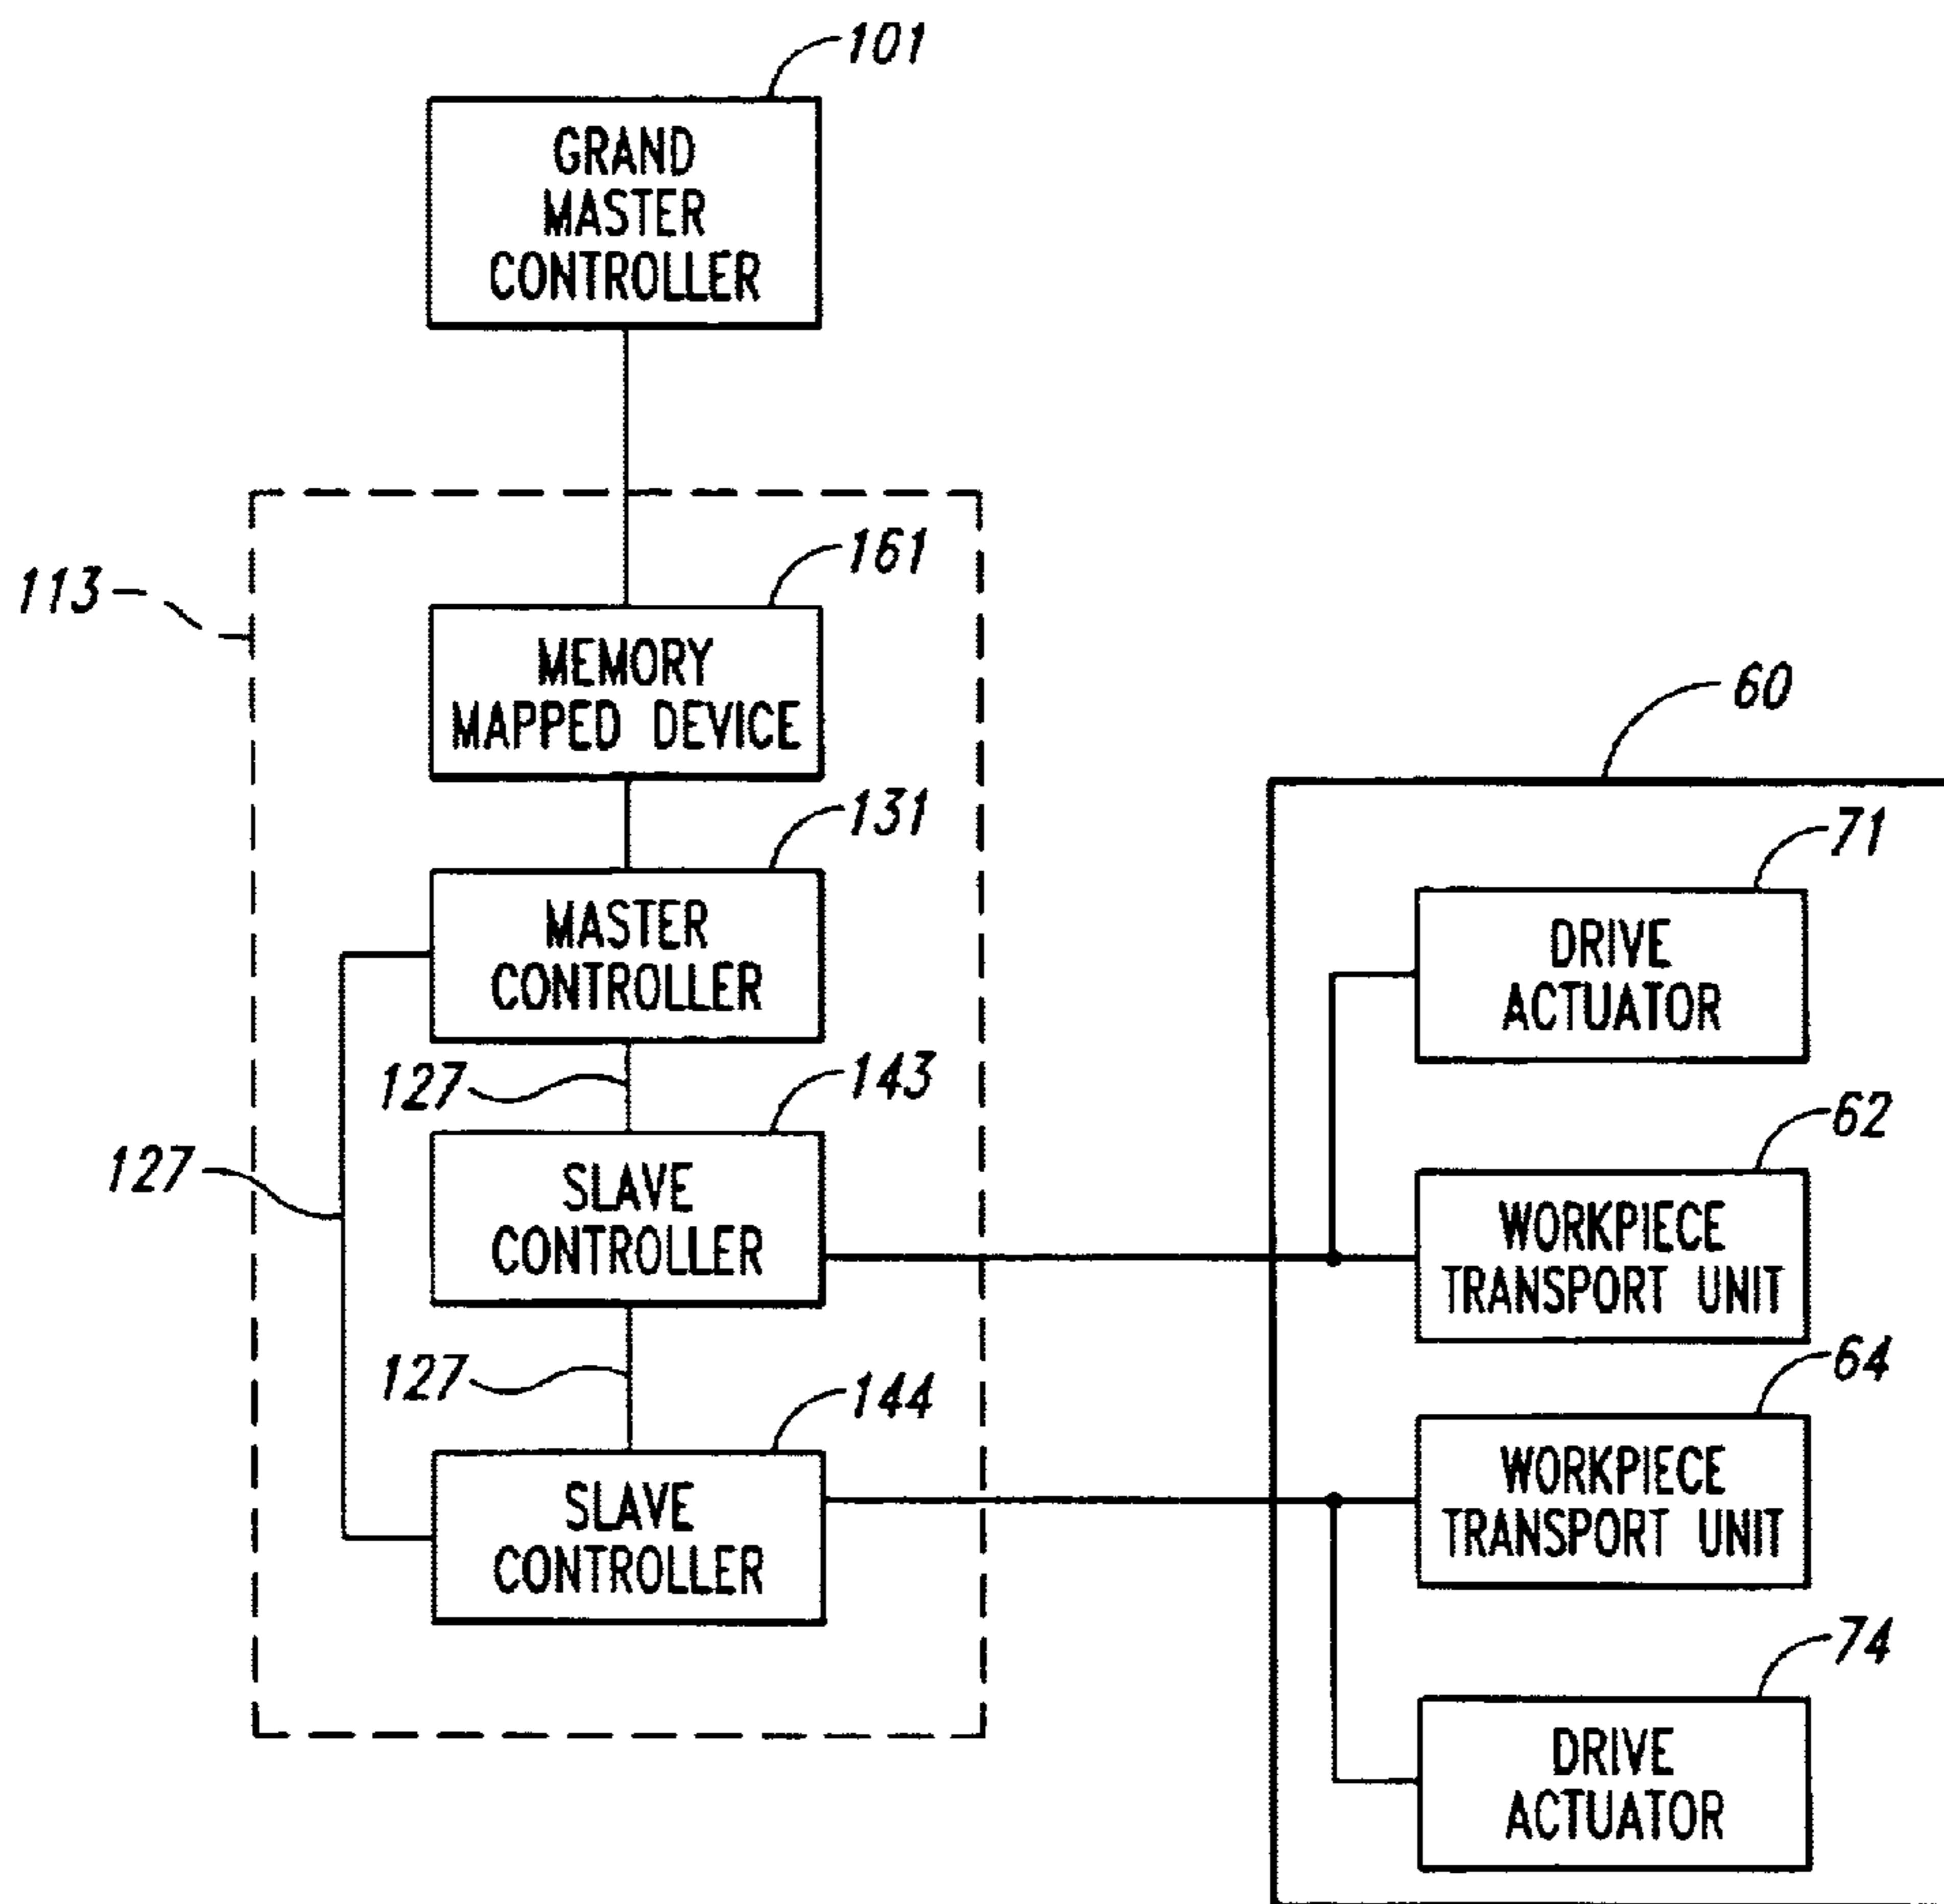 101
GRAND
MASTER
CONTROLLER
113
161
MEMORY
MAPPED DEVICE
131
MASTER
CONTROLLER
127
143
SLAVE
CONTROLLER
127
127
144
SLAVE
CONTROLLER
60
71
DRIVE
ACTUATOR
62
WORKPIECE
TRANSPORT UNIT
64
WORKPIECE
TRANSPORT UNIT
74
DRIVE
ACTUATOR